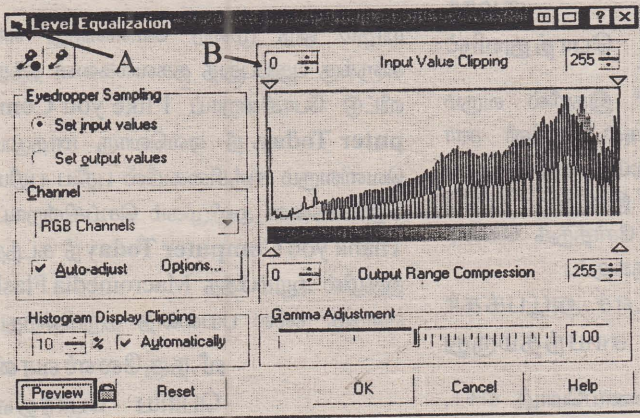 Level Equalization
A
B
0
Input Value Clipping
255
Eyedropper Sampling
Set input values
Set output values
Channel
RGB Channels
Auto-adjust
Options...
0
Output Range Compression
255
Histogram Display Clipping
10 % Automatically
Gamma Adjustment
1.00
Preview
Reset
OK
Cancel
Help